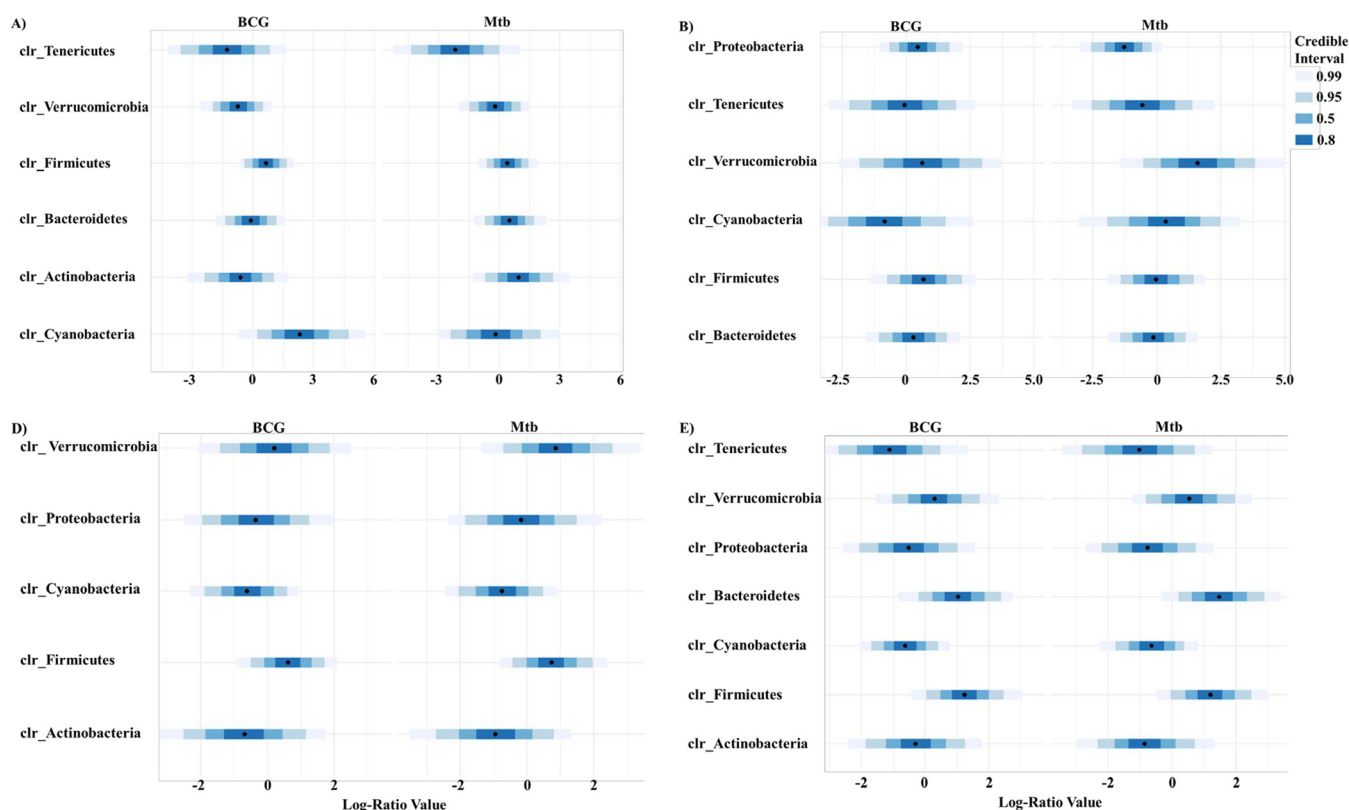 A)
BCG
Mtb
clr_Tenericutes
clr_Verrucomicrobia
clr_Firmicutes
clr_Bacteroidetes
clr_Actinobacteria
clr_Cyanobacteria
-3 0 3 6 -3 0 3 6
B)
BCG
Mtb
clr_Proteobacteria
clr_Tenericutes
clr_Verrucomicrobia
clr_Cyanobacteria
clr_Firmicutes
clr_Bacteroidetes
-2.5 0 2.5 -2.5 0 2.5 5.0
Credible
Interval
0.99
0.95
0.5
0.8
D)
BCG
Mtb
clr_ Verrucomicrobia
clr_Proteobacteria
clr_Cyanobacteria
clr_Firmicutes
clr_Actinobacteria
-2 0 2 -2 0 2
Log-Ratio Value
E)
BCG
Mtb
clr_Tenericutes
clr_Verrucomicrobia
clr_Proteobacteria
clr_Bacteroidetes
clr_Cyanobacteria
clr_Firmicutes
clr_Actinobacteria
-2 0 2 -2 0 2
Log-Ratio Value